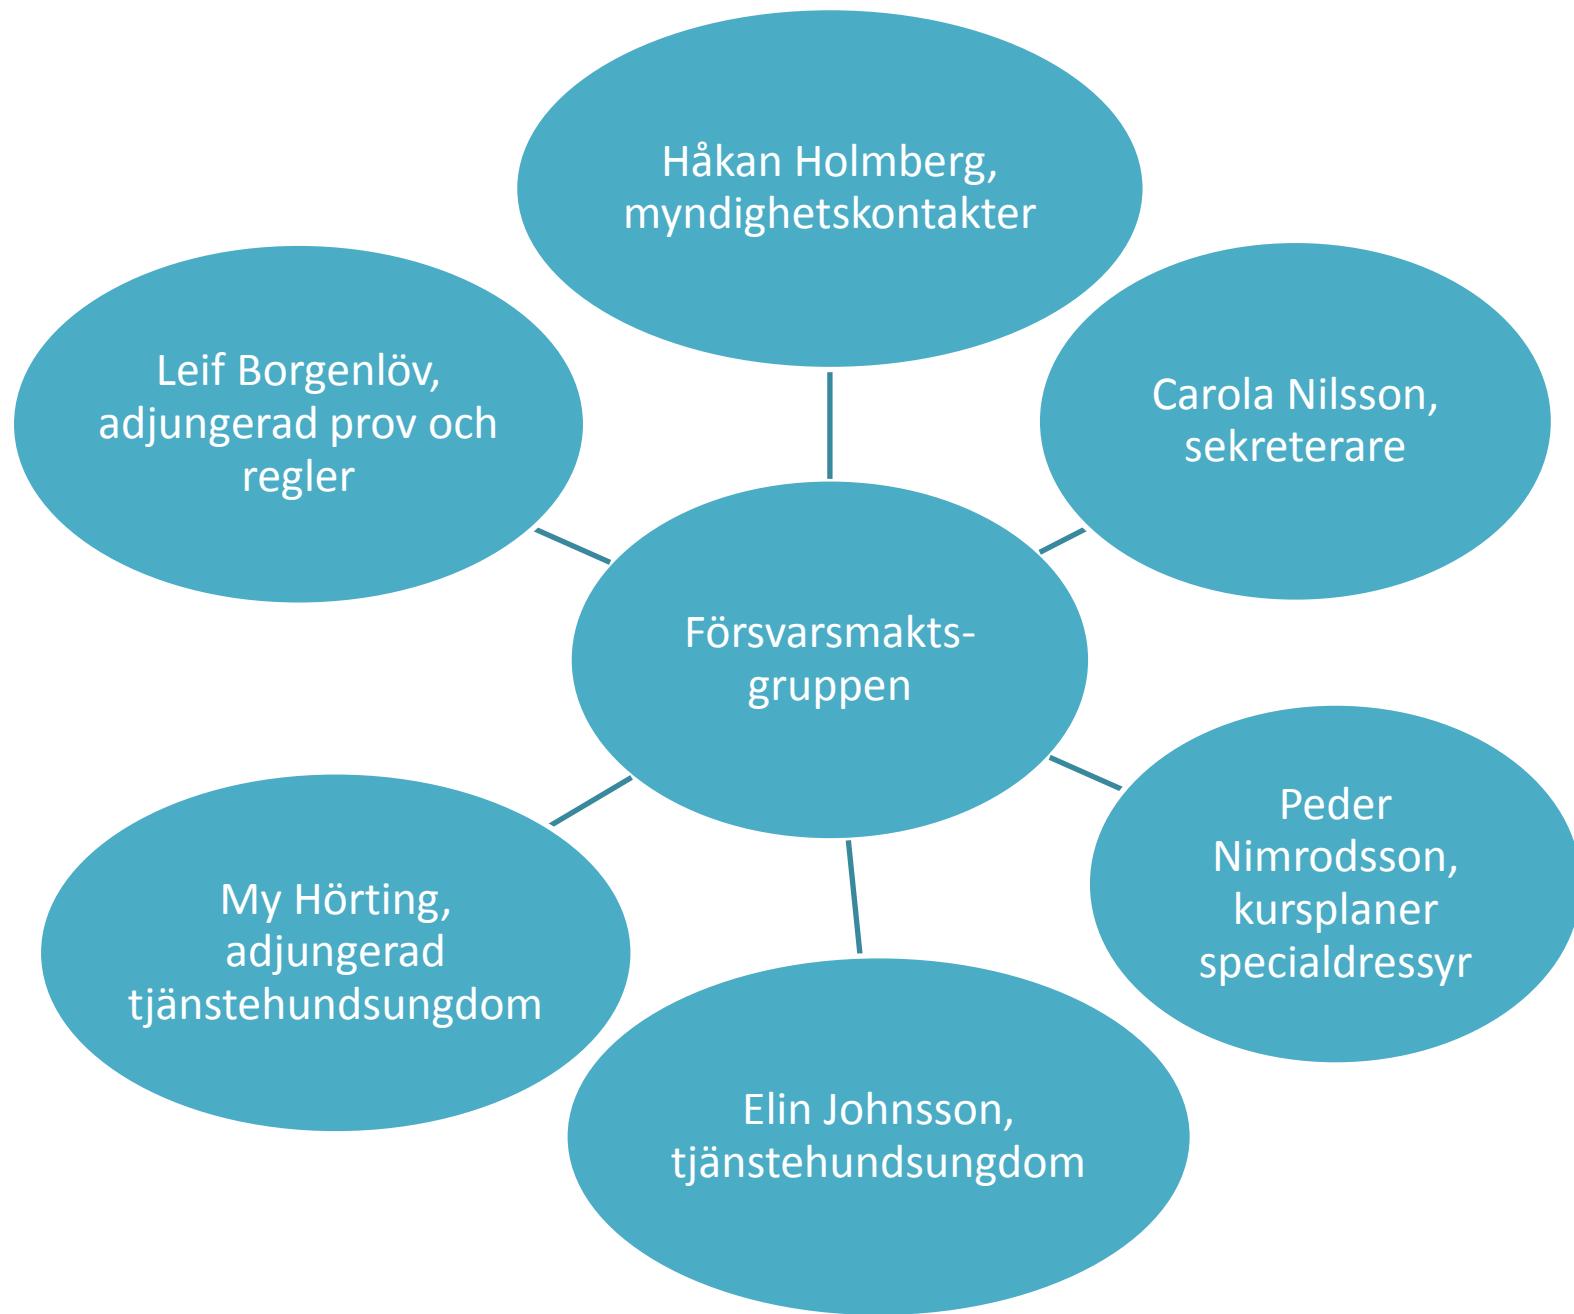 Håkan Holmberg,
myndighetskontakter
Carola Nilsson,
sekreterare
Peder
Nimrodsson,
kursplaner
specialdressyr
Elin Johnsson,
tjänstehundsungdom
My Hörting,
adjungerad
tjänstehundsungdom
Leif Borgenlöv,
adjungerad prov och
regler
Försvarsmakts-
gruppen